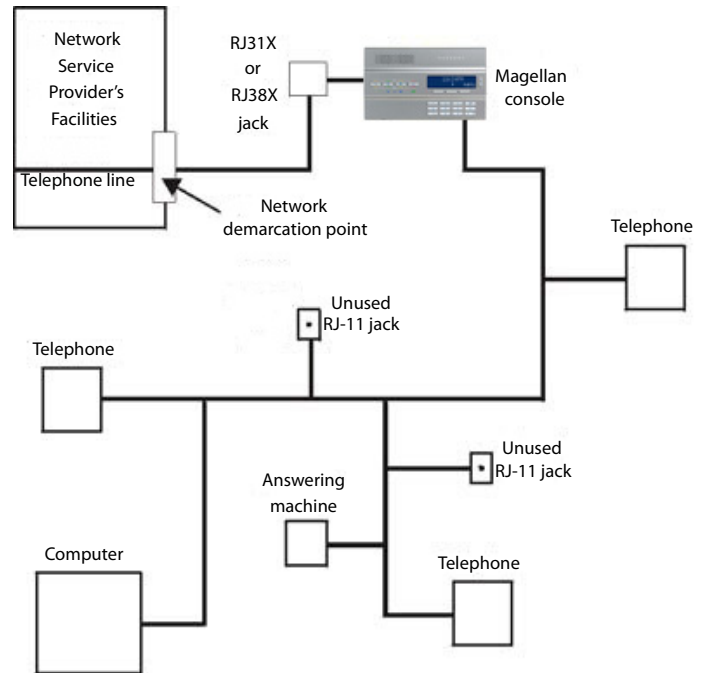 Network
Service
Provider's
Facilities
RJ31X
or
RJ38X
jack
Magellan
console
Telephone line
Network
demarcation point
Telephone
Unused
RJ-11 jack
Telephone
Unused
RJ-11 jack
Answering
machine
Computer
Telephone